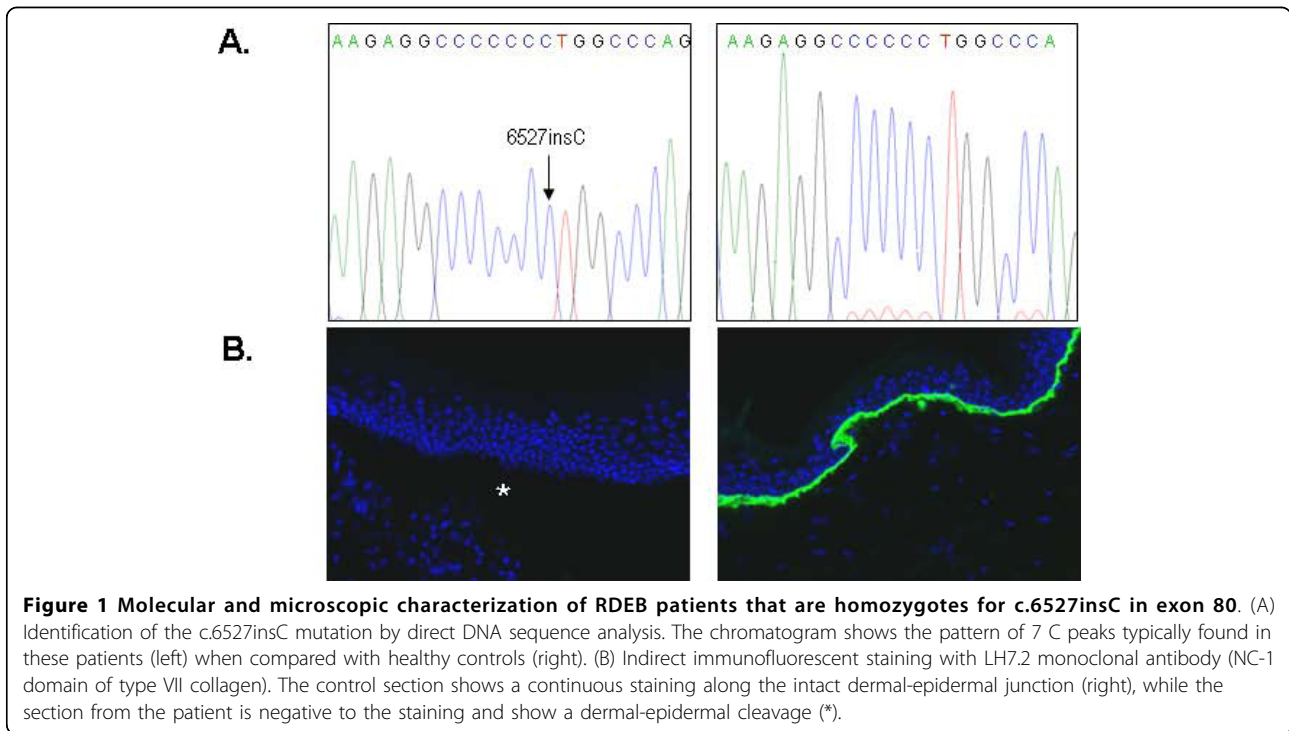 A.
A A G A G G C C C C C C C T G G C C C A G
A A G A G G C C C C C C T G G C C C A
6527insC
B.
*
Figure 1 Molecular and microscopic characterization of RDEB patients that are homozygotes for c.6527insC in exon 80. (A)
Identification of the c.6527insC mutation by direct DNA sequence analysis. The chromatogram shows the pattern of 7 C peaks typically found in
these patients (left) when compared with healthy controls (right). (B) Indirect immunofluorescent staining with LH7.2 monoclonal antibody (NC-1
domain of type VII collagen). The control section shows a continuous staining along the intact dermal-epidermal junction (right), while the
section from the patient is negative to the staining and show a dermal-epidermal cleavage (*).